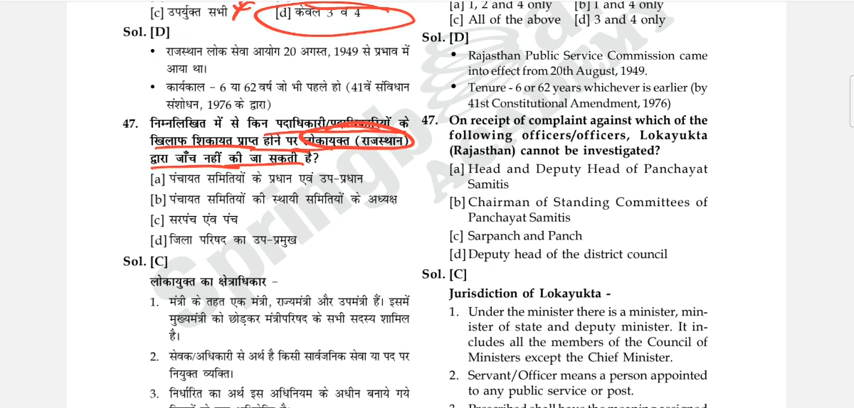 [c] उपर्युक्त सभी [d] केवल 3 व 4
Sol. [D]
• राजस्थान लोक सेवा आयोग 20 अगस्त, 1949 से प्रभाव में
आया था।
• कार्यकाल - 6 या 62 वर्ष जो भी पहले हो (41वें संविधान
संशोधन, 1976 के द्वारा)
47. निम्नलिखित में से किन पदाधिकारी/पदाधिकारियों के
खिलाफ शिकायत प्राप्त होने पर लोकायुक्त (राजस्थान)
द्वारा जाँच नहीं की जा सकती है?
[a] पंचायत समितियों के प्रधान एवं उप-प्रधान
[b] पंचायत समितियों की स्थायी समितियों के अध्यक्ष
[c] सरपंच एंव पंच
[d] जिला परिषद का उप-प्रमुख
Sol. [C]
लोकायुक्त का क्षेत्राधिकार -
1. मंत्री के तहत एक मंत्री, राज्यमंत्री और उपमंत्री हैं। इसमें
मुख्यमंत्री को छोड़कर मंत्रीपरिषद के सभी सदस्य शामिल
है।
2. सेवक/अधिकारी से अर्थ है किसी सार्वजनिक सेवा या पद पर
नियुक्त व्यक्ति।
3. निर्धारित का अर्थ इस अधिनियम के अधीन बनाये गये
[a] 1, 2 and 4 only [b] 1 and 4 only
[c] All of the above [d] 3 and 4 only
Sol. [D]
• Rajasthan Public Service Commission came
into effect from 20th August, 1949.
• Tenure - 6 or 62 years whichever is earlier (by
41st Constitutional Amendment, 1976)
47. On receipt of complaint against which of the
following officers/officers, Lokayukta
(Rajasthan) cannot be investigated?
[a] Head and Deputy Head of Panchayat
Samitis
[b] Chairman of Standing Committees of
Panchayat Samitis
[c] Sarpanch and Panch
[d] Deputy head of the district council
Sol. [C]
Jurisdiction of Lokayukta -
1. Under the minister there is a minister, min-
ister of state and deputy minister. It in-
cludes all the members of the Council of
Ministers except the Chief Minister.
2. Servant/Officer means a person appointed
to any public service or post.
3. Prescribed shall have the meaning assigned